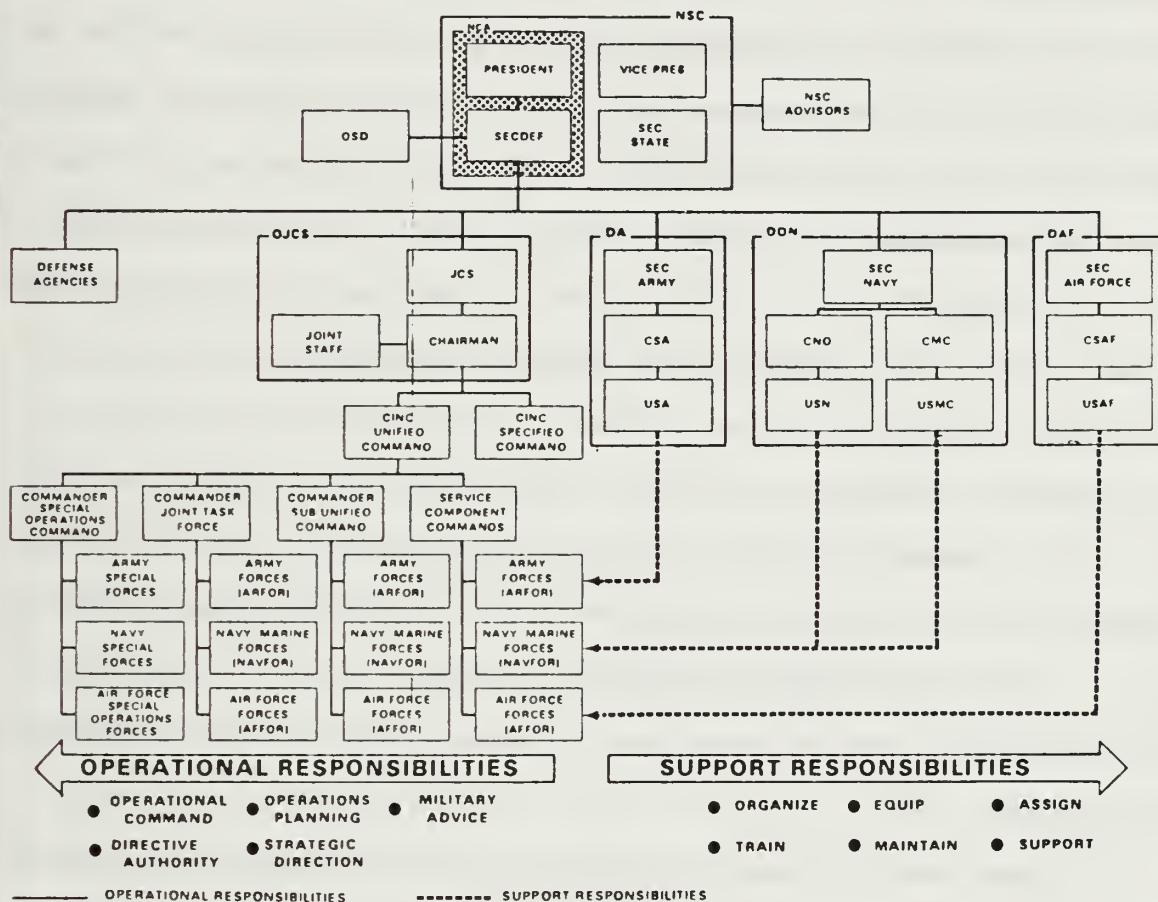 NSC
NCA
PRESIDENT
VICE PRES
NSC
ADVISORS
OSD
SECDEF
SEC
STATE
OJCS
DA
DON
DAF
DEFENSE
AGENCIES
JCS
SEC
ARMY
SEC
NAVY
SEC
AIR FORCE
JOINT
STAFF
CHAIRMAN
CSA
CNO
CMC
CSAF
USA
USN
USMC
USAF
CINC
UNIFIED
COMMAND
CINC
SPECIFIED
COMMAND
COMMANDER
SPECIAL
OPERATIONS
COMMAND
COMMANDER
JOINT TASK
FORCE
COMMANDER
SUB UNIFIED
COMMAND
SERVICE
COMPONENT
COMMANDS
ARMY
SPECIAL
FORCES
ARMY
FORCES
(ARFOR)
ARMY
FORCES
(ARFOR)
ARMY
FORCES
(ARFOR)
NAVY
SPECIAL
FORCES
NAVY MARINE
FORCES
(NAVFOR)
NAVY MARINE
FORCES
(NAVFOR)
NAVY MARINE
FORCES
(NAVFOR)
AIR FORCE
SPECIAL
OPERATIONS
FORCES
AIR FORCE
FORCES
(AFFOR)
AIR FORCE
FORCES
(AFFOR)
AIR FORCE
FORCES
(AFFOR)
OPERATIONAL RESPONSIBILITIES
● OPERATIONAL
COMMAND
● OPERATIONS
PLANNING
● MILITARY
ADVICE
● DIRECTIVE
AUTHORITY
● STRATEGIC
DIRECTION
SUPPORT RESPONSIBILITIES
● ORGANIZE
● EQUIP
● ASSIGN
● TRAIN
● MAINTAIN
● SUPPORT
OPERATIONAL RESPONSIBILITIES
SUPPORT RESPONSIBILITIES